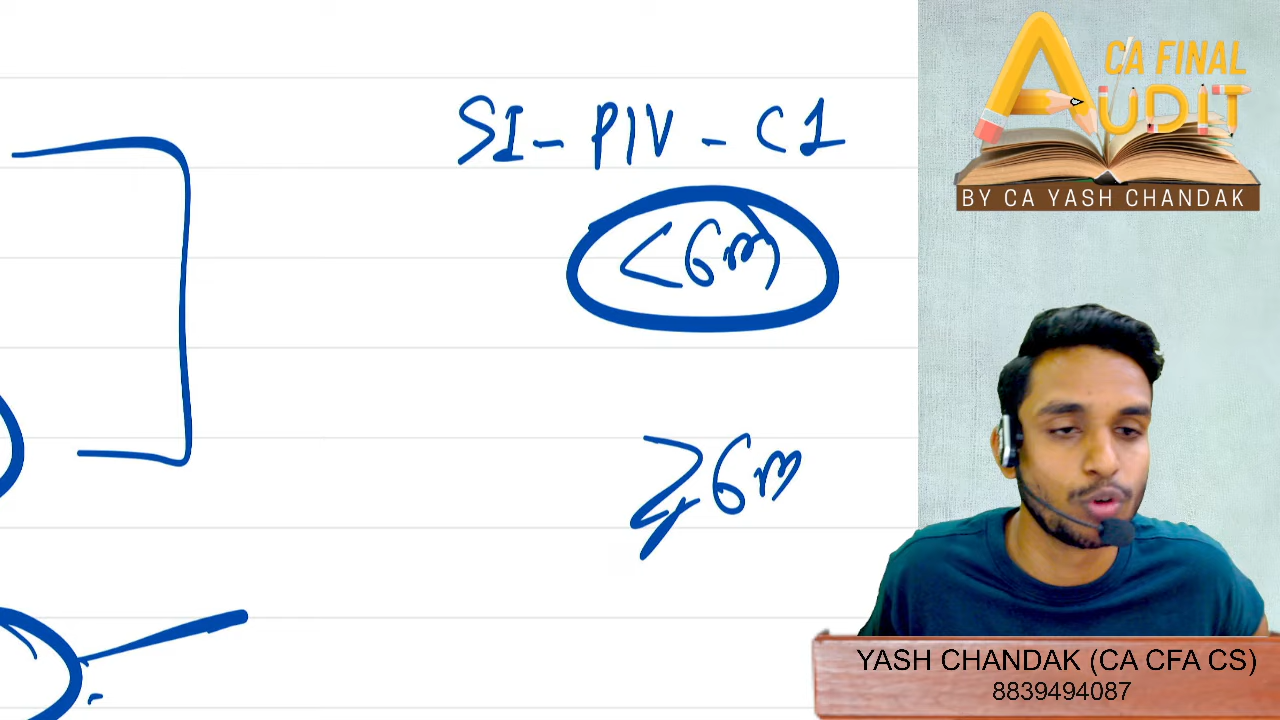 SI - PIV - C1
<6m
≥6m
CA FINAL
AUDIT
BY CA YASH CHANDAK
YASH CHANDAK (CA CFA CS)
8839494087